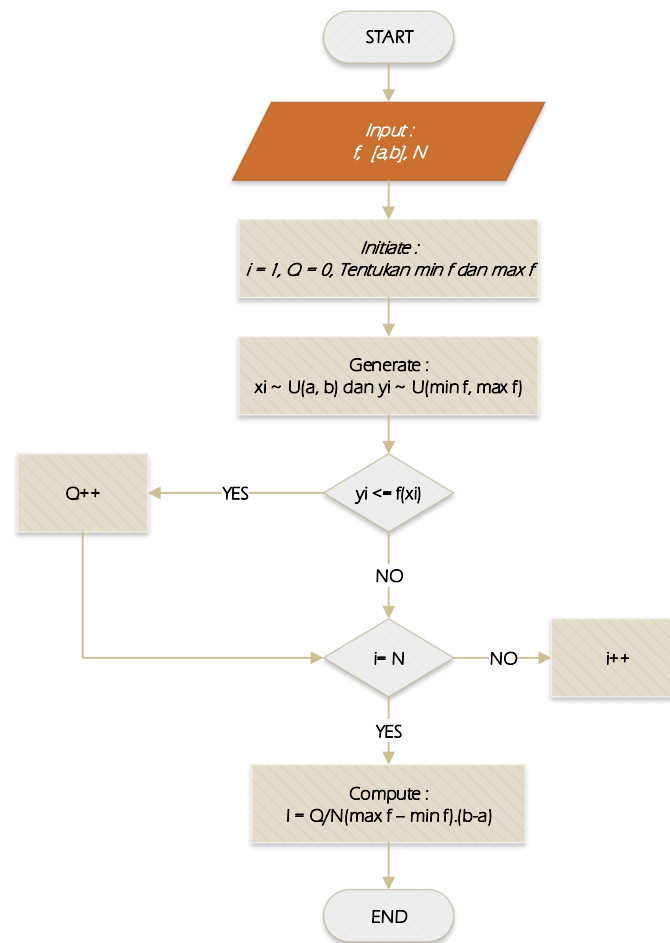 START
Input :
f, [a,b], N
Initiate :
i = 1, Q = 0, Tentukan min f dan max f
Generate :
xi ~ U(a, b) dan yi ~ U(min f, max f)
yi <= f(xi)
YES
Q++
NO
i= N
NO
i++
YES
Compute :
I = Q/N(max f – min f).(b-a)
END